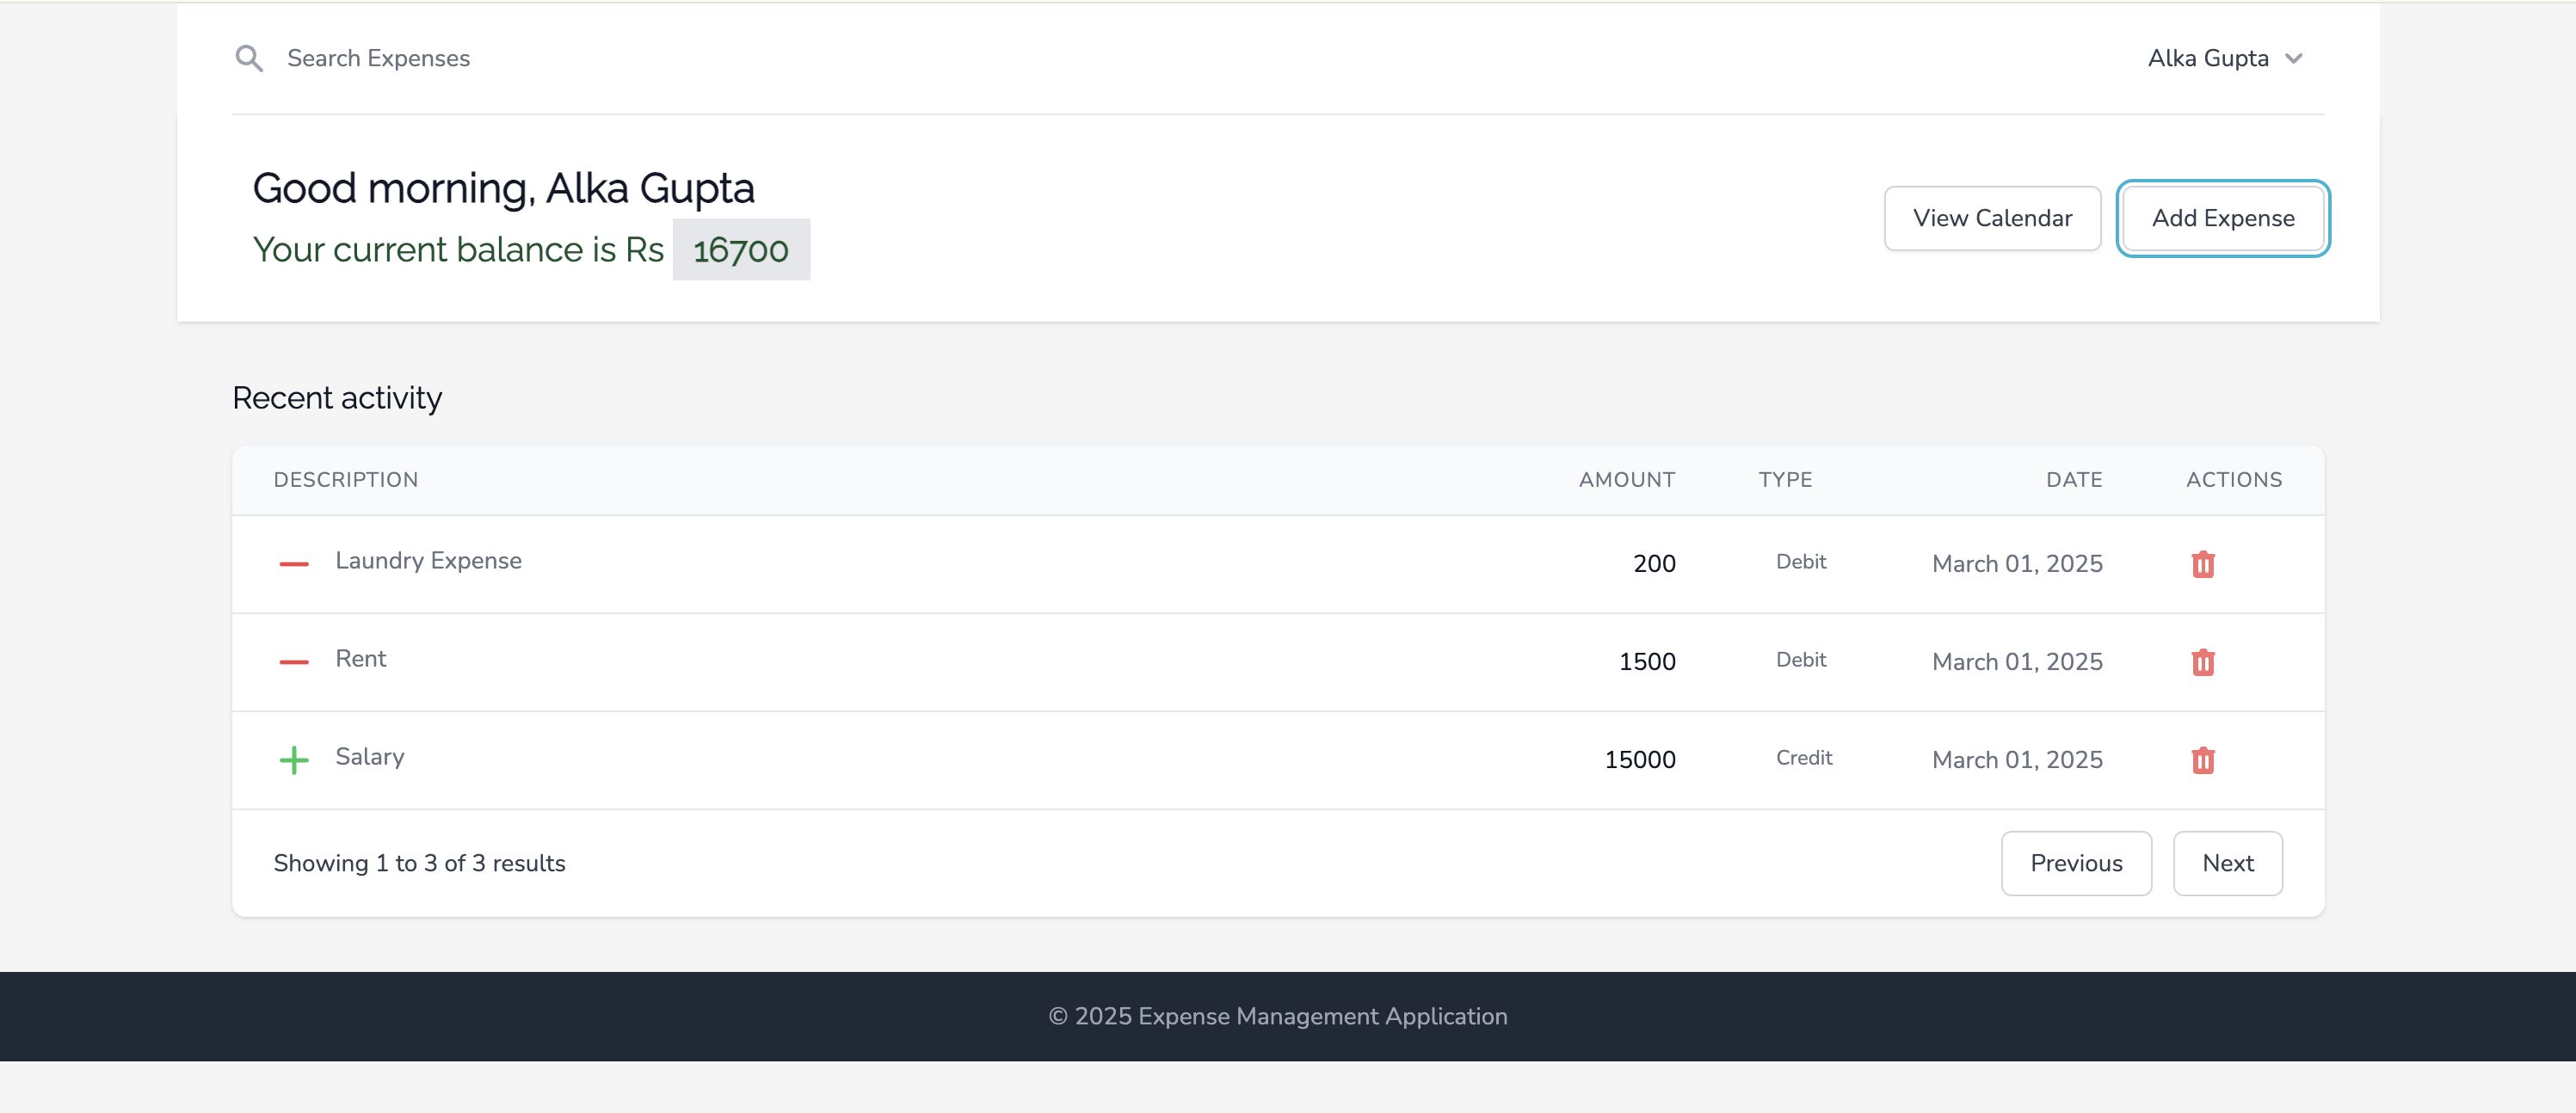 Search Expenses
Alka Gupta
Good morning, Alka Gupta
Your current balance is Rs 16700
View Calendar
Add Expense
Recent activity
DESCRIPTION AMOUNT TYPE DATE ACTIONS
Laundry Expense 200 Debit March 01, 2025
Rent 1500 Debit March 01, 2025
Salary 15000 Credit March 01, 2025
Showing 1 to 3 of 3 results
Previous
Next
© 2025 Expense Management Application